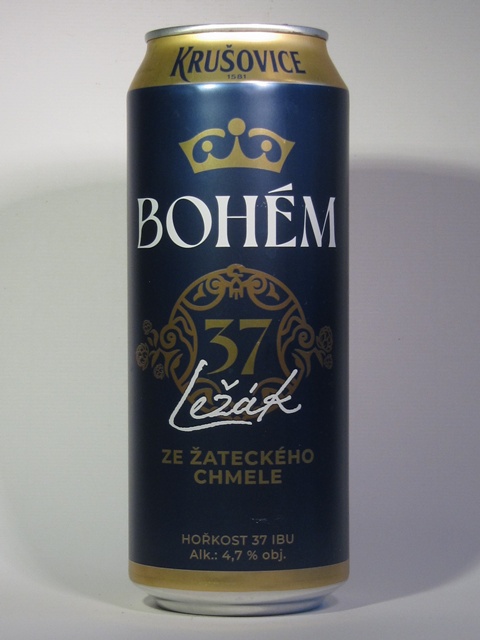 KRUŠOVICE
1581
BOHÉM
37
Ležák
ZE ŽATECKÉHO
CHMELE
HOŘKOST 37 IBU
Alk.: 4,7 % obj.